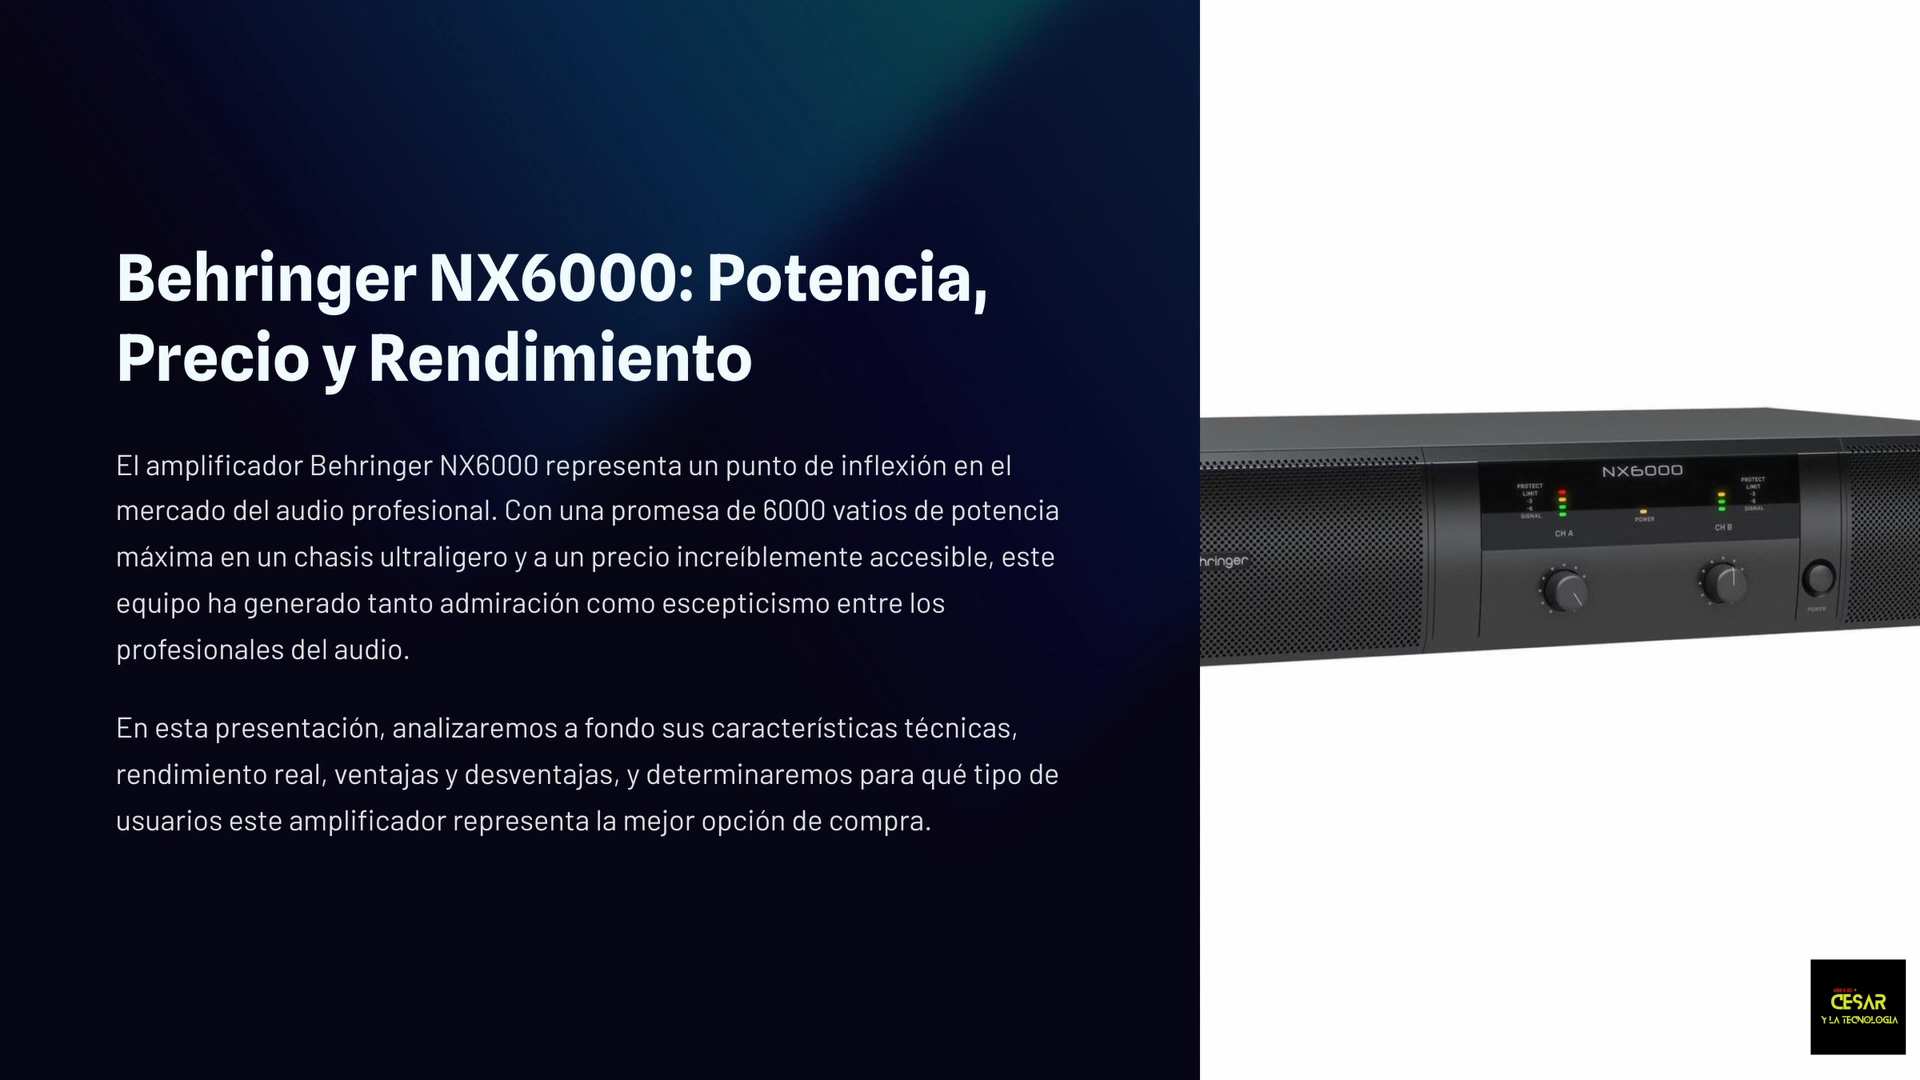 Behringer NX6000: Potencia,
Precio y Rendimiento
El amplificador Behringer NX6000 representa un punto de inflexión en el
mercado del audio profesional. Con una promesa de 6000 vatios de potencia
máxima en un chasis ultraligero y a un precio increíblemente accesible, este
equipo ha generado tanto admiración como escepticismo entre los
profesionales del audio.
En esta presentación, analizaremos a fondo sus características técnicas,
rendimiento real, ventajas y desventajas, y determinaremos para qué tipo de
usuarios este amplificador representa la mejor opción de compra.
NX6000
PROTECT
LIMIT
-3
-6
SIGNAL
CH A
POWER
PROTECT
LIMIT
-3
-6
SIGNAL
CH B
hringer
POWER
CESAR
Y LA TECNOLOGIA